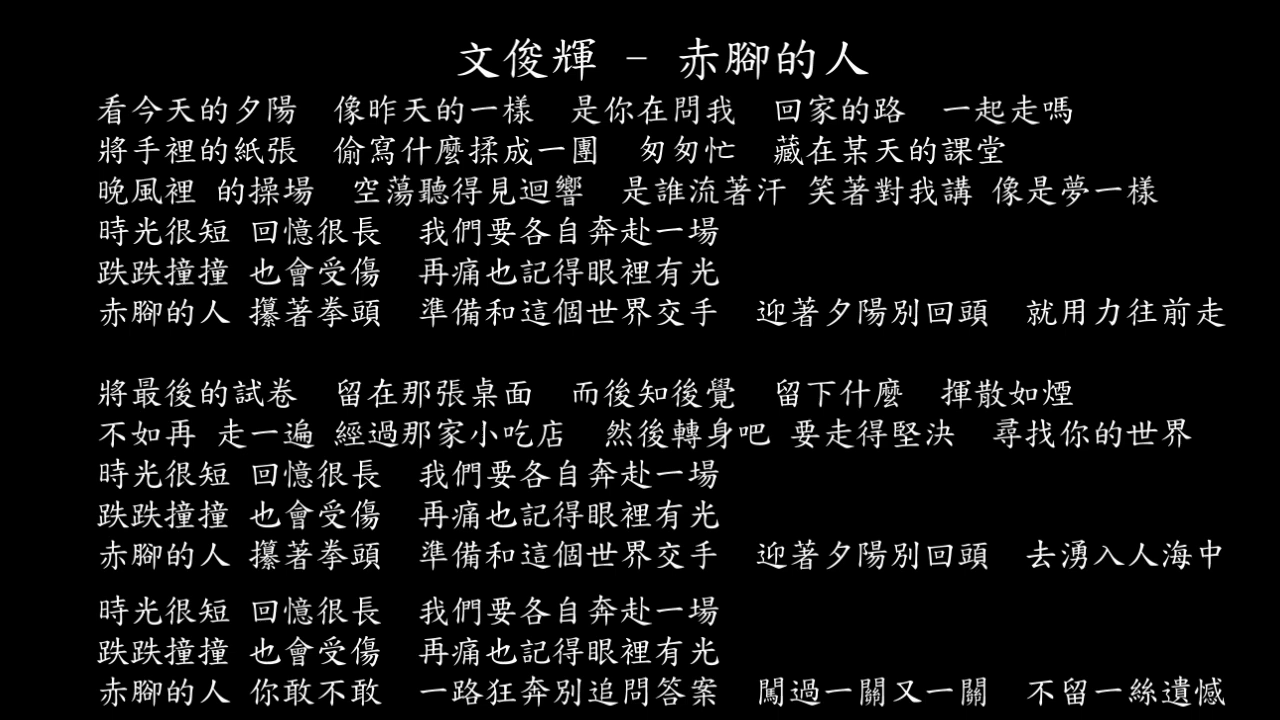 文俊輝 - 赤腳的人
看今天的夕陽 像昨天的一樣 是你在問我 回家的路 一起走嗎
將手裡的紙張 偷寫什麼揉成一團 匆匆忙 藏在某天的課堂
晚風裡 的操場 空蕩聽得見迴響 是誰流著汗 笑著對我講 像是夢一樣
時光很短 回憶很長 我們要各自奔赴一場
跌跌撞撞 也會受傷 再痛也記得眼裡有光
赤腳的人 攥著拳頭 準備和這個世界交手 迎著夕陽別回頭 就用力往前走
將最後的試卷 留在那張桌面 而後知後覺 留下什麼 揮散如煙
不如再 走一遍 經過那家小吃店 然後轉身吧 要走得堅決 尋找你的世界
時光很短 回憶很長 我們要各自奔赴一場
跌跌撞撞 也會受傷 再痛也記得眼裡有光
赤腳的人 攥著拳頭 準備和這個世界交手 迎著夕陽別回頭 去湧入人海中
時光很短 回憶很長 我們要各自奔赴一場
跌跌撞撞 也會受傷 再痛也記得眼裡有光
赤腳的人 你敢不敢 一路狂奔別追問答案 闖過一關又一關 不留一絲遺憾